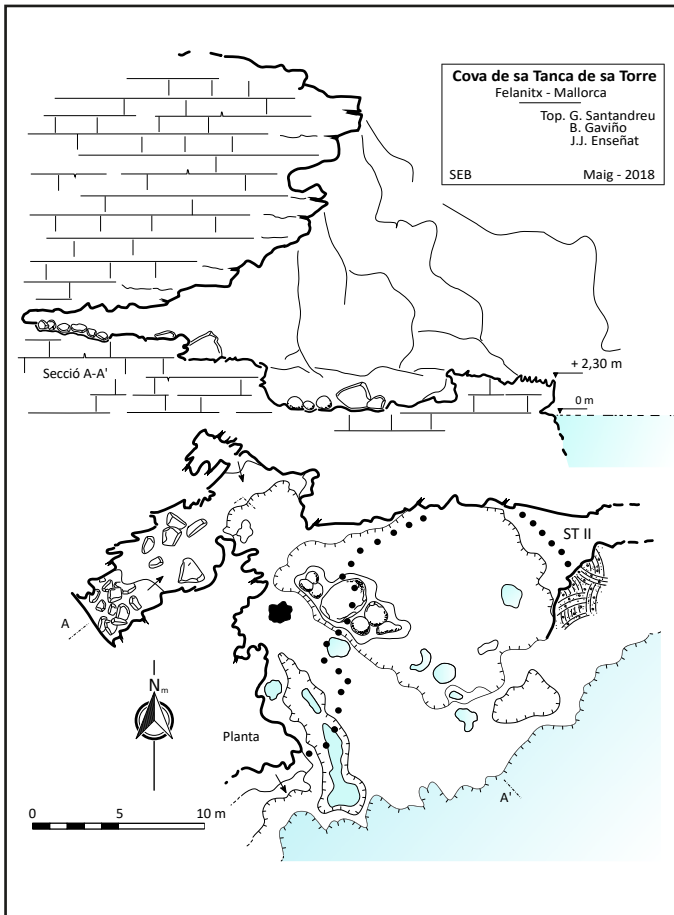 Cova de sa Tanca de sa Torre
Felanitx - Mallorca
Top. G. Santandreu
B. Gaviño
J.J. Enseñat
SEB Maig - 2018
Secció A-A'
+ 2,30 m
0 m
ST II
A
Nm
Planta
A'
0 5 10 m